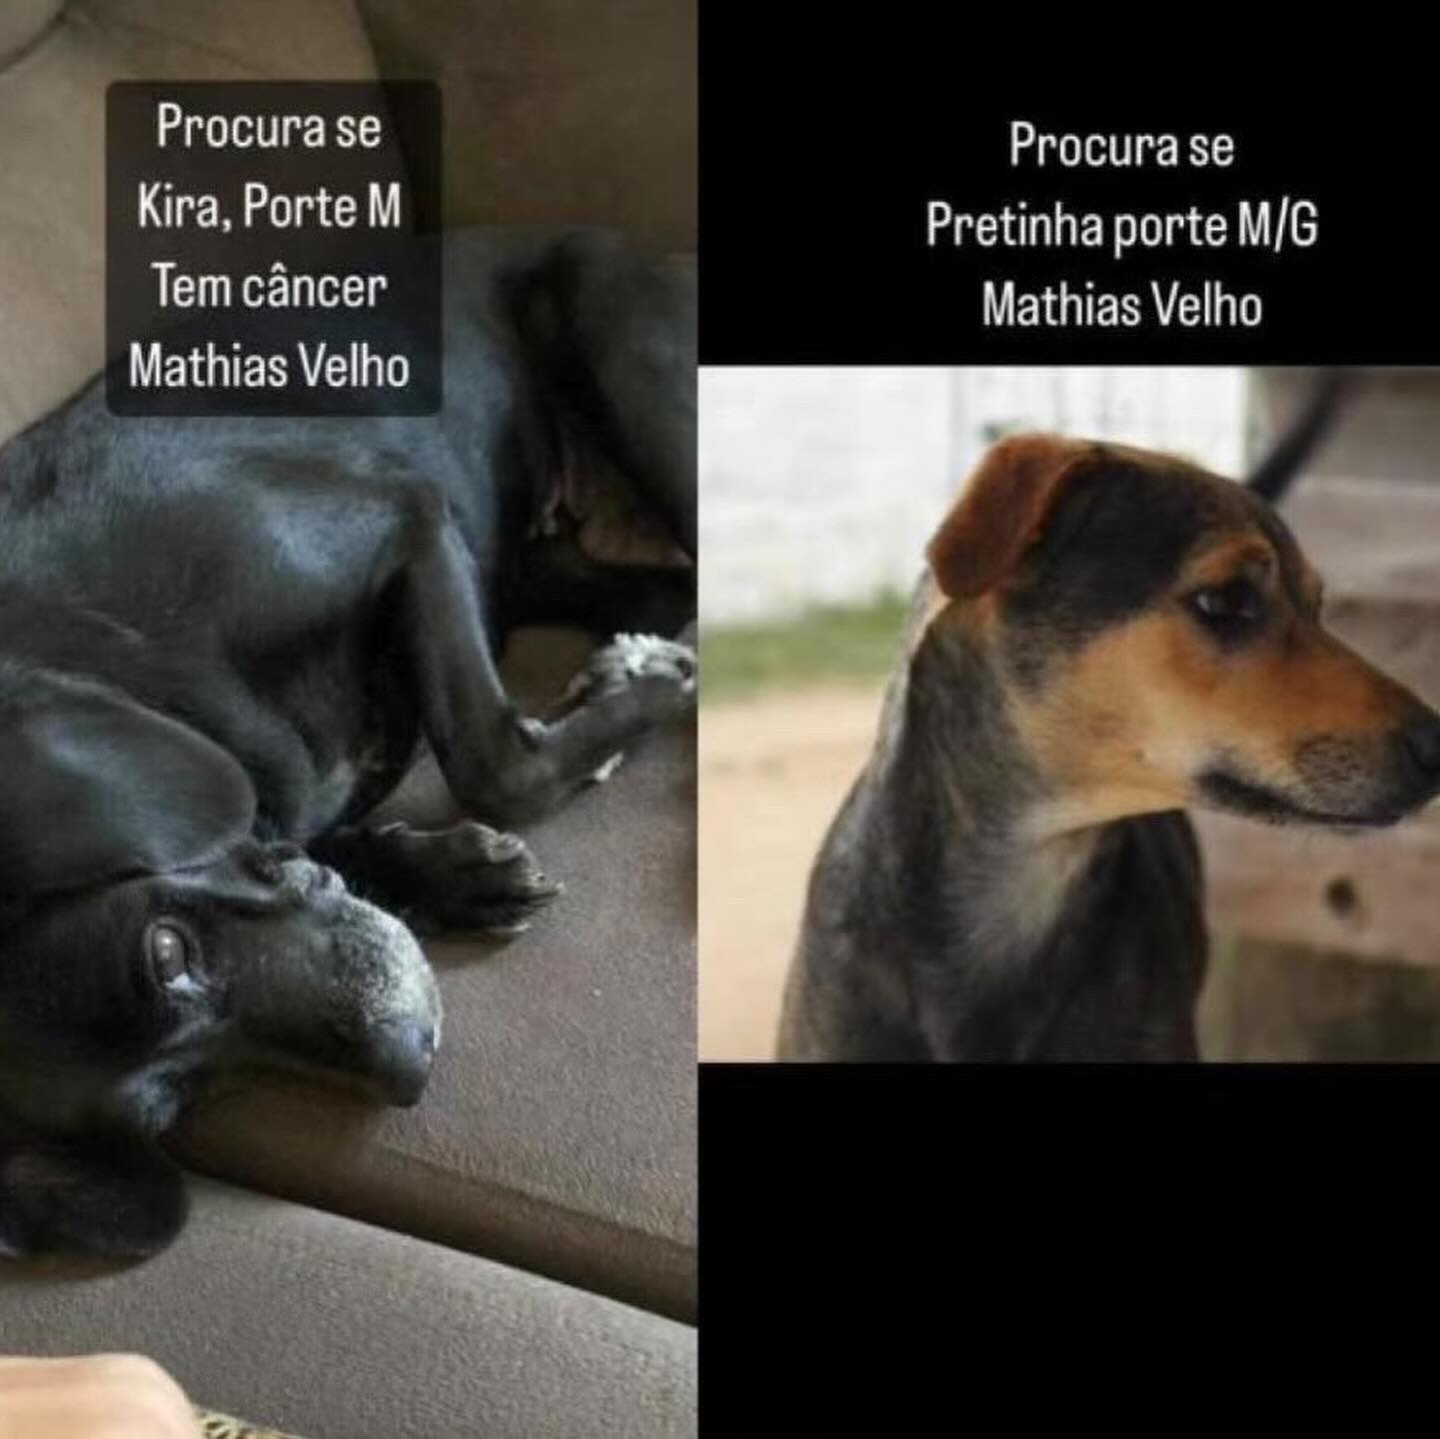 Procura se
Kira, Porte M
Tem câncer
Mathias Velho
Procura se
Pretinha porte M/G
Mathias Velho